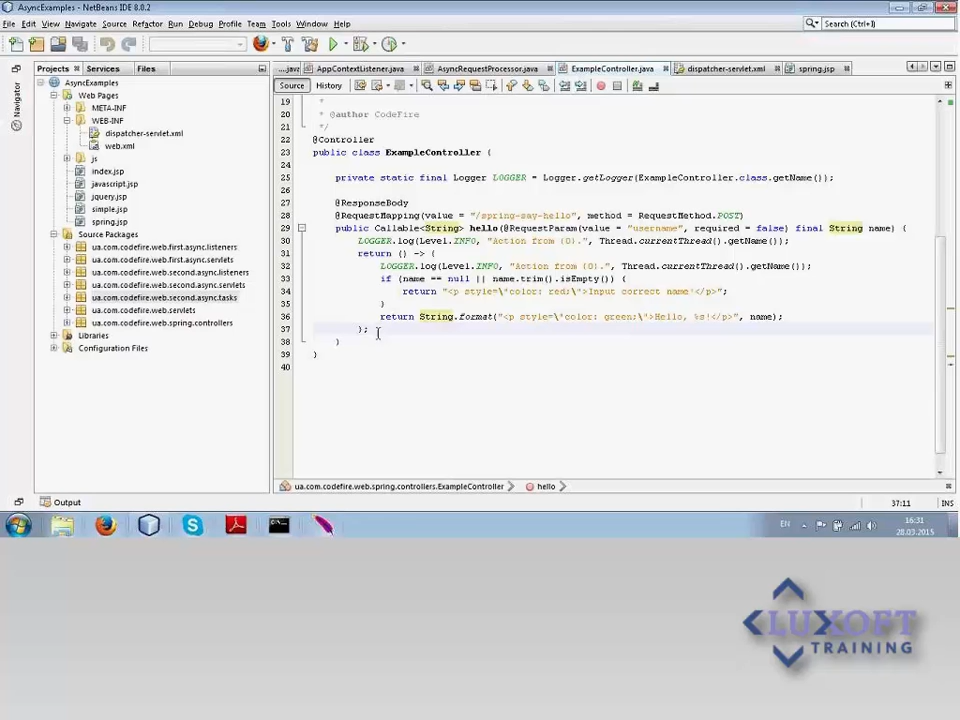 AsyncExamples - NetBeans IDE 8.0.2
File Edit View Navigate Source Refactor Run Debug Profile Team Tools Window Help
Search (Ctrl+I)
Projects Services Files
...java AppContextListener.java AsyncRequestProcessor.java ExampleController.java dispatcher-servlet.xml spring.jsp
Source History
Navigator
AsyncExamples
Web Pages
META-INF
WEB-INF
dispatcher-servlet.xml
web.xml
js
index.jsp
javascript.jsp
jquery.jsp
simple.jsp
spring.jsp
Source Packages
ua.com.codefire.web.first.async.listeners
ua.com.codefire.web.first.async.servlets
ua.com.codefire.web.second.async.listeners
ua.com.codefire.web.second.async.tasks
ua.com.codefire.web.servlets
ua.com.codefire.web.spring.controllers
Libraries
Configuration Files
19 *
20 * @author CodeFire
21 */
22 @Controller
23 public class ExampleController {
24
25 private static final Logger LOGGER = Logger.getLogger(ExampleController.class.getName());
26
27 @ResponseBody
28 @RequestMapping(value = "/spring-say-hello", method = RequestMethod.POST)
29 public Callable<String> hello(@RequestParam(value = "username", required = false) final String name) {
30 LOGGER.log(Level.INFO, "Action from {0}.", Thread.currentThread().getName());
31 return () -> {
32 LOGGER.log(Level.INFO, "Action from {0}.", Thread.currentThread().getName());
33 if (name == null || name.trim().isEmpty()) {
34 return "<p style=\"color: red;\">Input correct name!</p>";
35 }
36 return String.format("<p style=\"color: green;\">Hello, %s!</p>", name);
37 };
38 }
39 }
40
ua.com.codefire.web.spring.controllers.ExampleController hello
Output
37:11 INS
EN
16:31
28.03.2015
LUXOFT
TRAINING